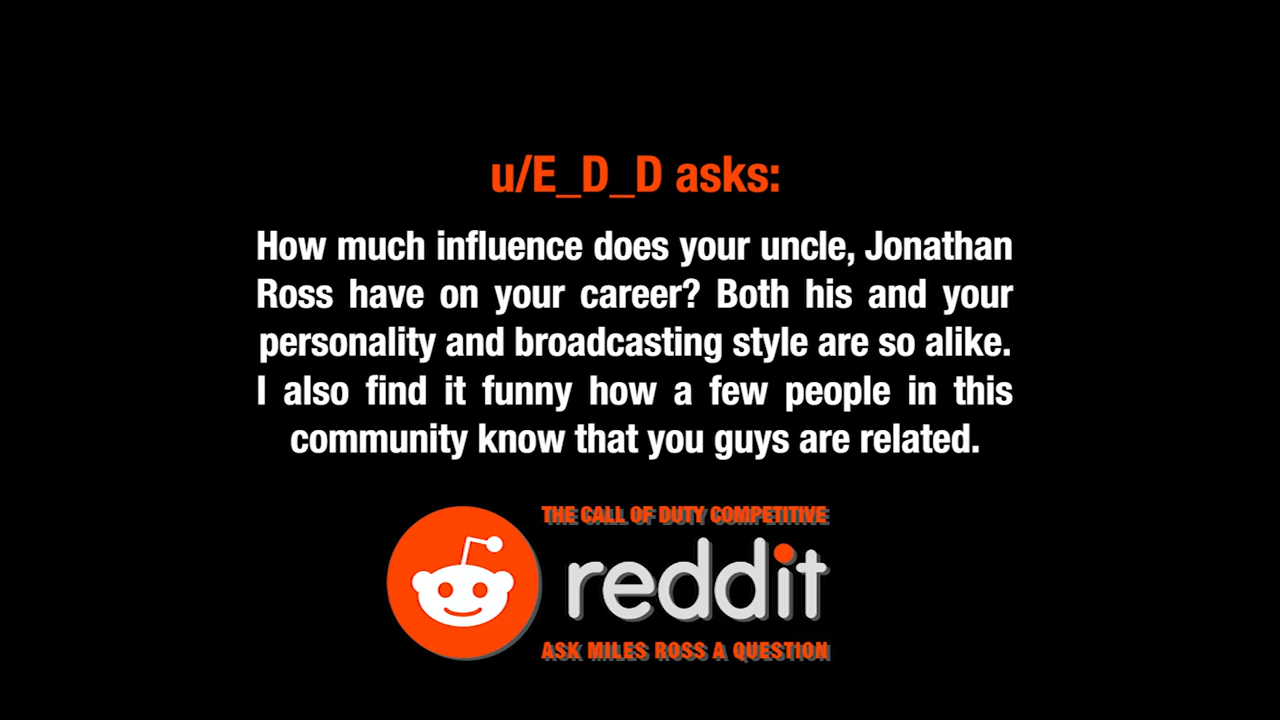 u/E_D_D asks:
How much influence does your uncle, Jonathan
Ross have on your career? Both his and your
personality and broadcasting style are so alike.
I also find it funny how a few people in this
community know that you guys are related.
THE CALL OF DUTY COMPETITIVE
reddit
ASK MILES ROSS A QUESTION